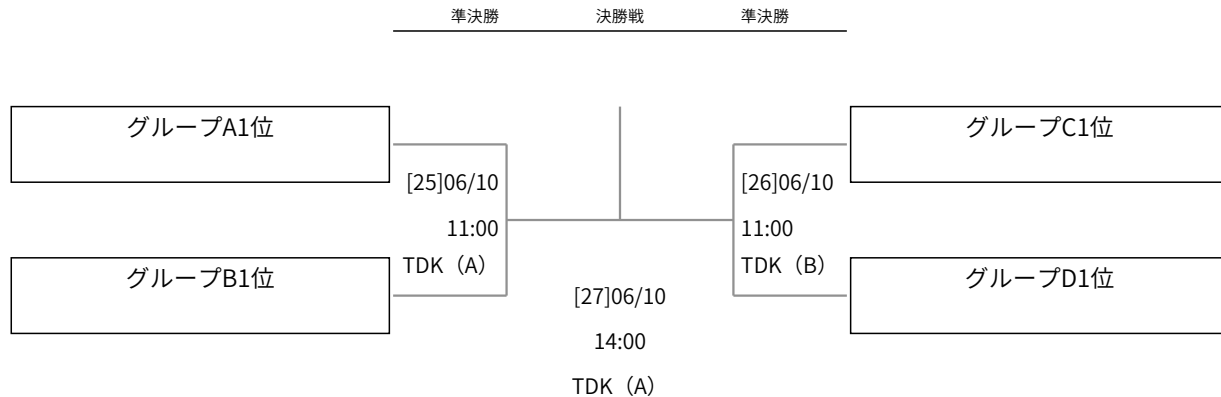 準決勝 決勝戦 準決勝
グループA1位
グループC1位
[25]06/10
11:00
TDK（A）
[26]06/10
11:00
TDK（B）
グループB1位
グループD1位
[27]06/10
14:00
TDK（A）